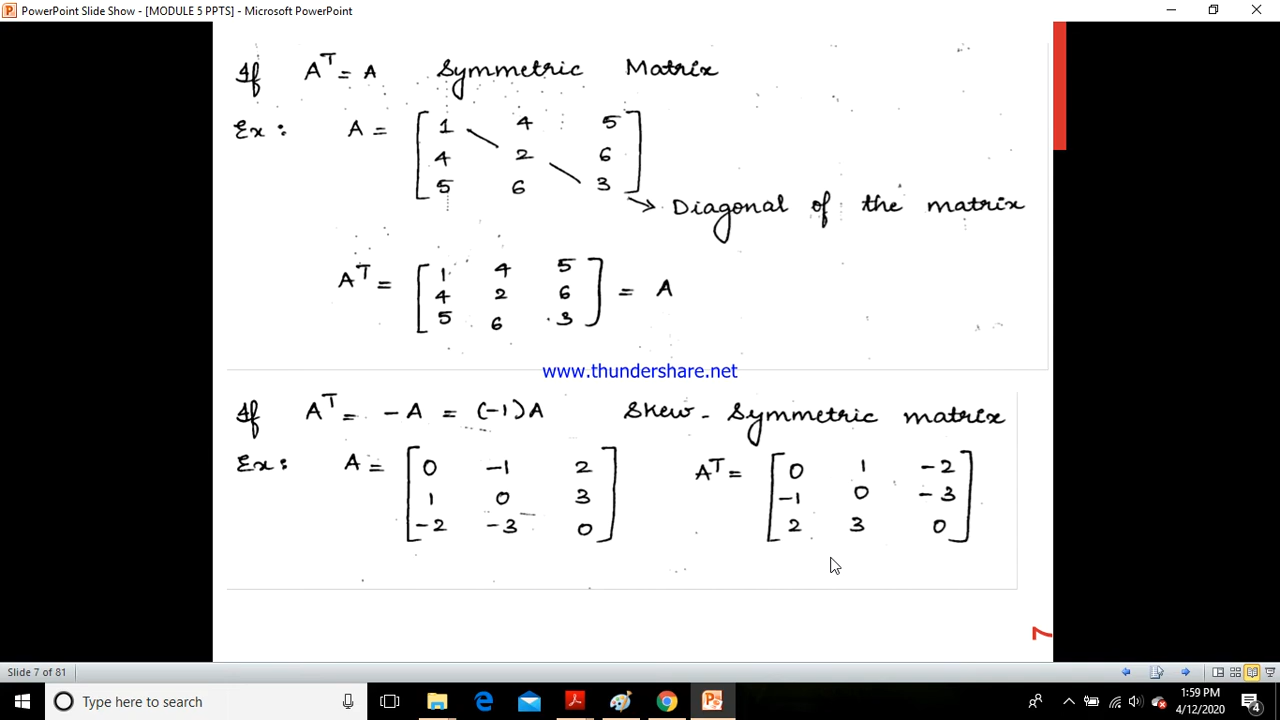 PowerPoint Slide Show - [MODULE 5 PPTS] - Microsoft PowerPoint
If A^T = A Symmetric Matrix
Ex: A = [ 1 4 5
4 2 6
5 6 3 ]
→ Diagonal of the matrix
A^T = [ 1 4 5
4 2 6
5 6 3 ] = A
www.thundershare.net
If A^T = -A = (-1)A Skew-Symmetric matrix
Ex: A = [ 0 -1 2 A^T = [ 0 1 -2
1 0 3 -1 0 -3
-2 -3 0 ] 2 3 0 ]
7
Slide 7 of 81
Type here to search
1:59 PM
4/12/2020
4